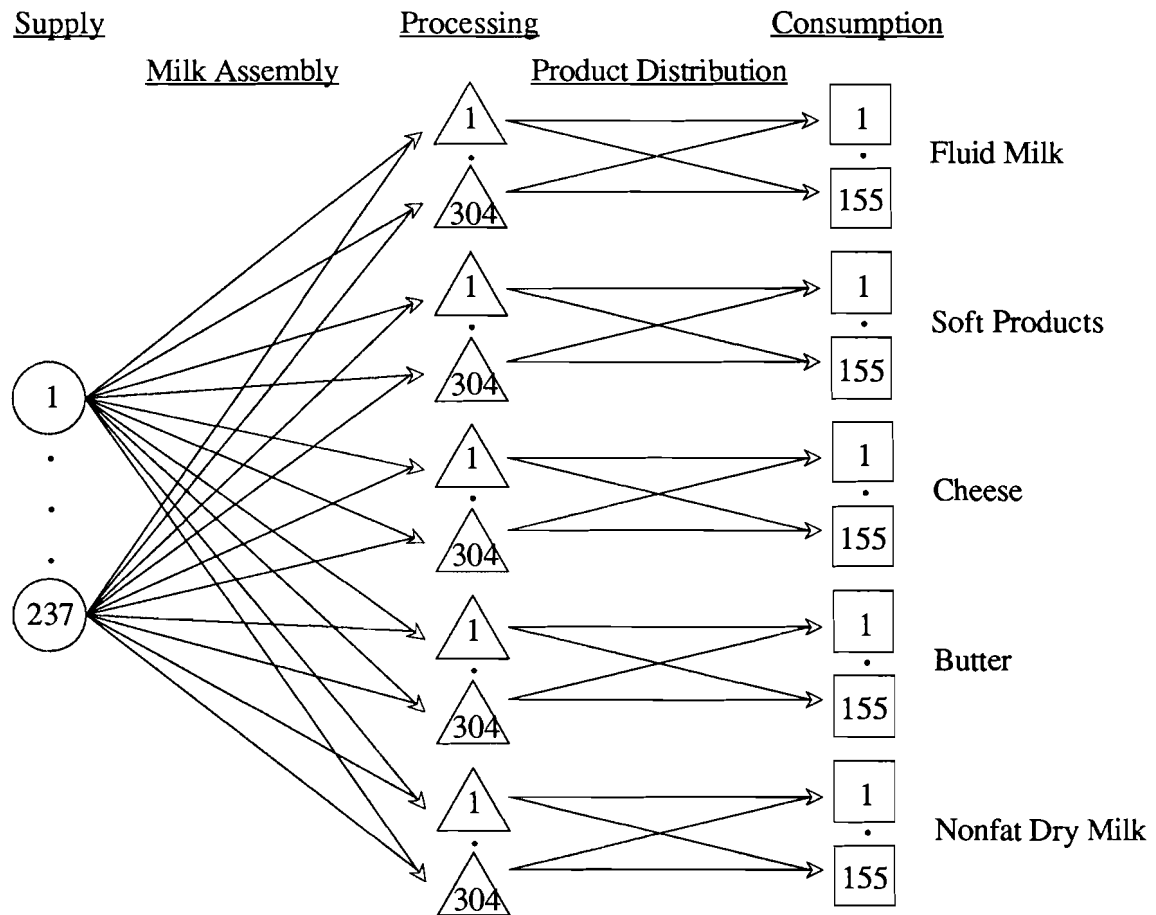 Supply Processing Consumption
Milk Assembly Product Distribution
1 1
Fluid Milk
304 155
1 1
Soft Products
304 155
1
1 1
Cheese
304 155
237
1 1
Butter
304 155
1 1
Nonfat Dry Milk
304 155